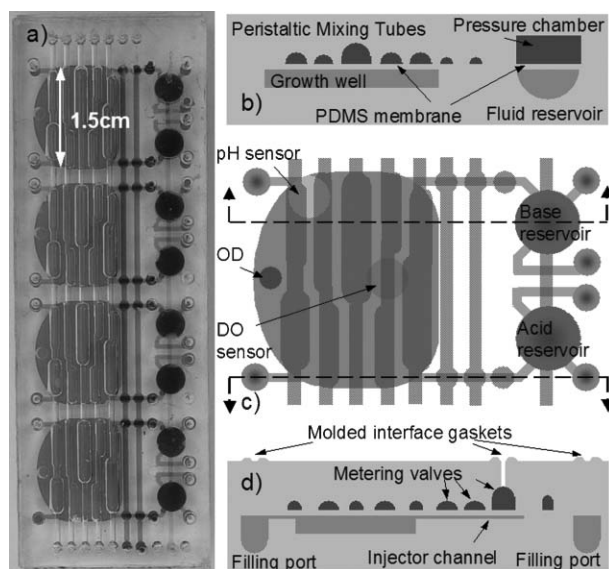 a)
1.5cm
Peristaltic Mixing Tubes
Pressure chamber
Growth well
b)
PDMS membrane
Fluid reservoir
pH sensor
OD
DO sensor
Base reservoir
Acid reservoir
c)
Molded interface gaskets
Metering valves
d)
Filling port
Injector channel
Filling port